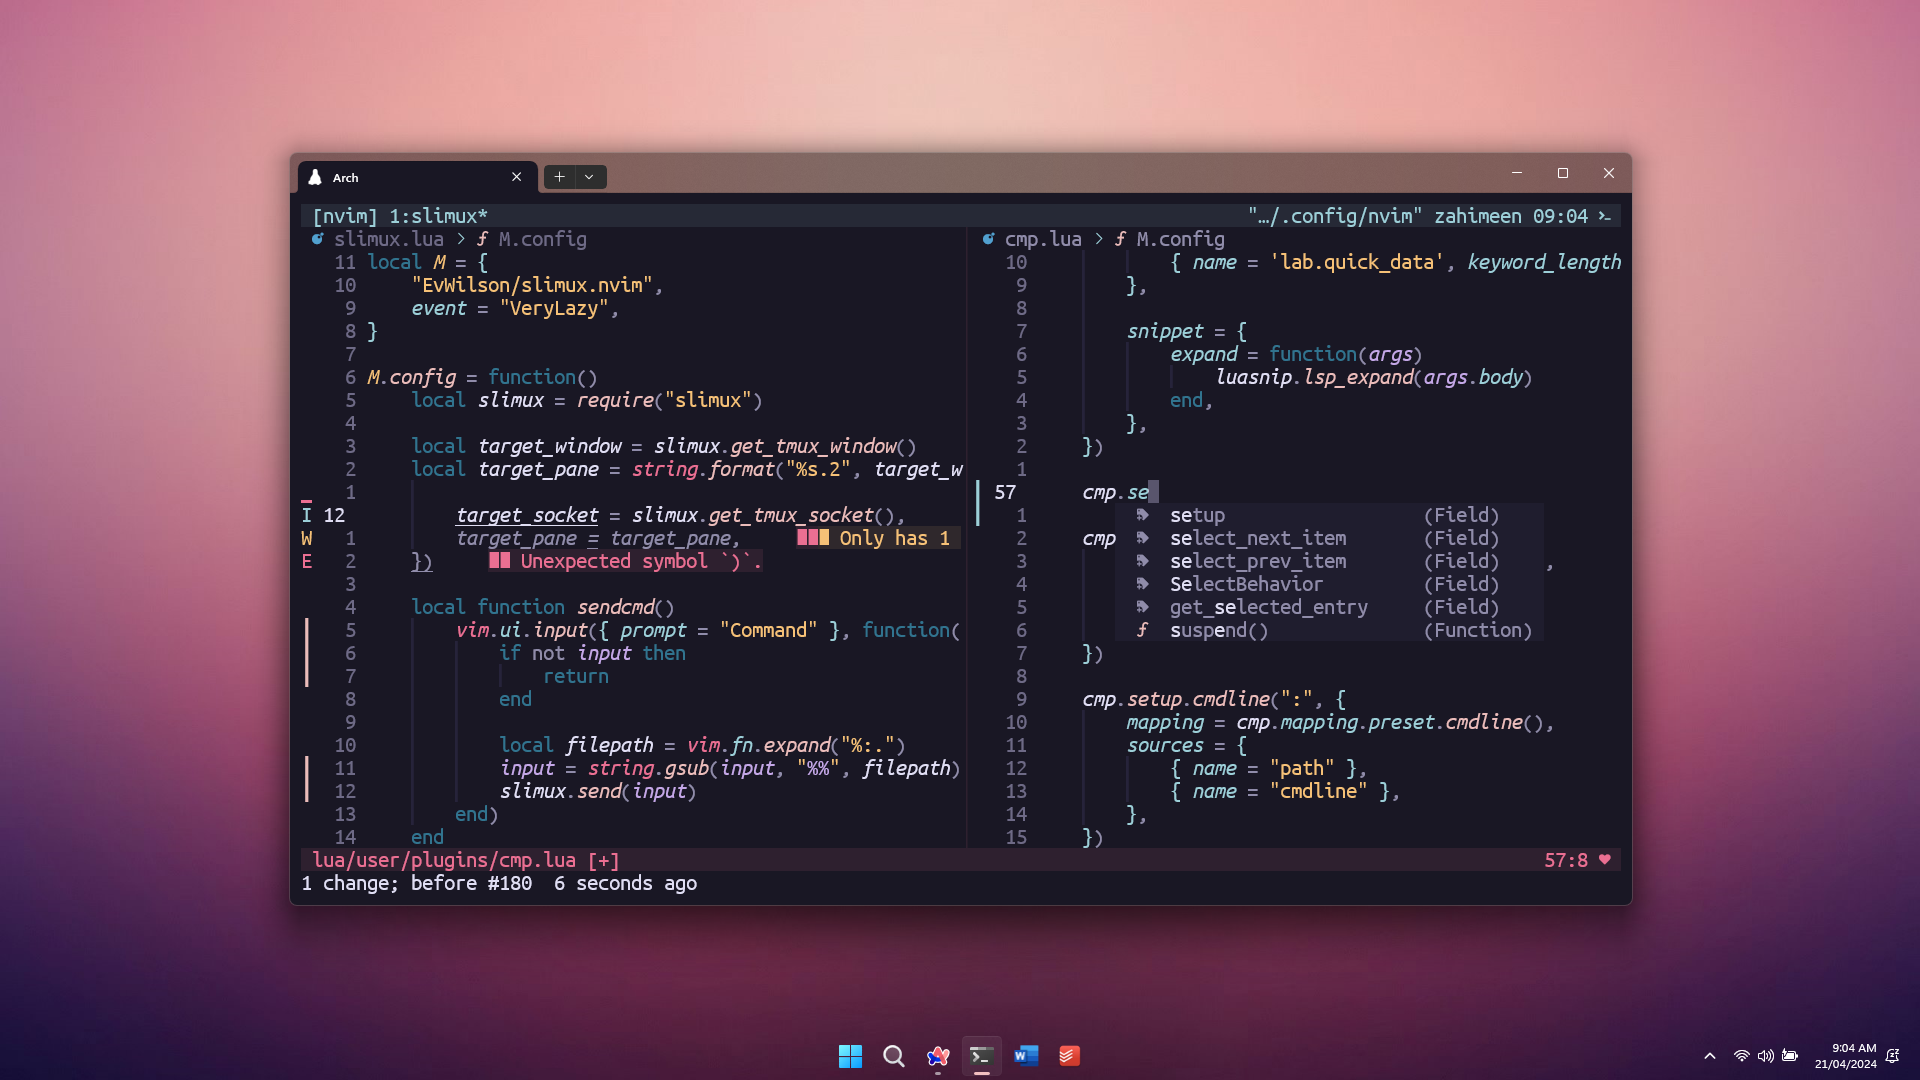 Arch
[nvim] 1:slimux* "…/.config/nvim" zahimeen 09:04
slimux.lua > ƒ M.config
11 local M = {
10 "EvWilson/slimux.nvim",
9 event = "VeryLazy",
8 }
7
6 M.config = function()
5 local slimux = require("slimux")
4
3 local target_window = slimux.get_tmux_window()
2 local target_pane = string.format("%s.2", target_w
1
I 12 target_socket = slimux.get_tmux_socket(),
W 1 target_pane = target_pane, Only has 1
E 2 }) Unexpected symbol `)`.
3
4 local function sendcmd()
5 vim.ui.input({ prompt = "Command" }, function(
6 if not input then
7 return
8 end
9
10 local filepath = vim.fn.expand("%:.")
11 input = string.gsub(input, "%%", filepath)
12 slimux.send(input)
13 end)
14 end
cmp.lua > ƒ M.config
10 { name = 'lab.quick_data', keyword_length
9 },
8
7 snippet = {
6 expand = function(args)
5 luasnip.lsp_expand(args.body)
4 end,
3 },
2 })
1
57 cmp.se
1 setup (Field)
2 cmp select_next_item (Field)
3 select_prev_item (Field) ,
4 SelectBehavior (Field)
5 get_selected_entry (Field)
6 ƒ suspend() (Function)
7 })
8
9 cmp.setup.cmdline(":", {
10 mapping = cmp.mapping.preset.cmdline(),
11 sources = {
12 { name = "path" },
13 { name = "cmdline" },
14 },
15 })
lua/user/plugins/cmp.lua [+] 57:8 ♥
1 change; before #180 6 seconds ago
9:04 AM
21/04/2024